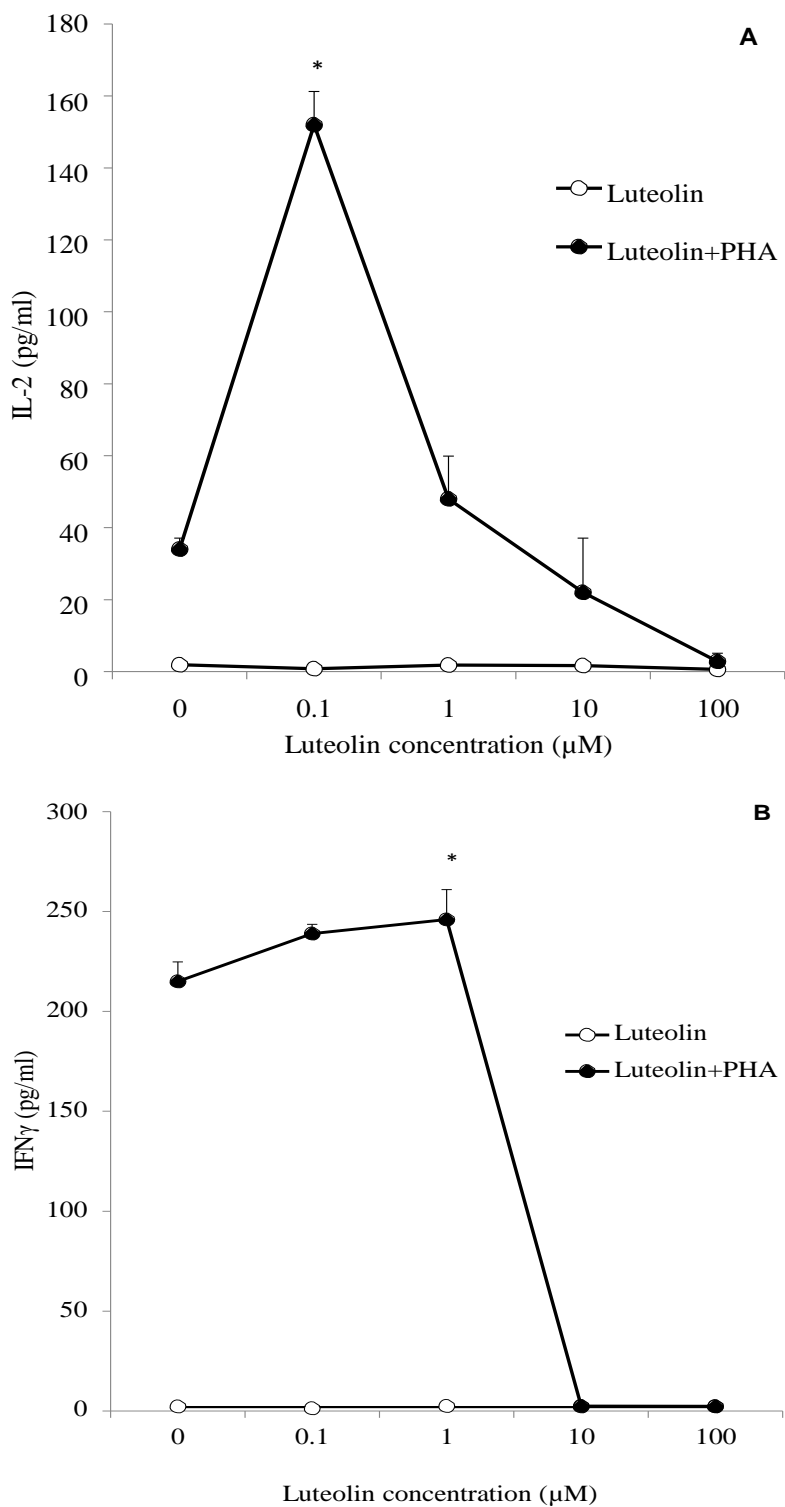 A
180
*
160
140
Luteolin
120
Luteolin+PHA
100
80
60
40
20
0
IL-2 (pg/ml)
0 0.1 1 10 100
Luteolin concentration (µM)
B
300
*
250
200
Luteolin
Luteolin+PHA
150
100
50
0
IFNγ (pg/ml)
0 0.1 1 10 100
Luteolin concentration (µM)